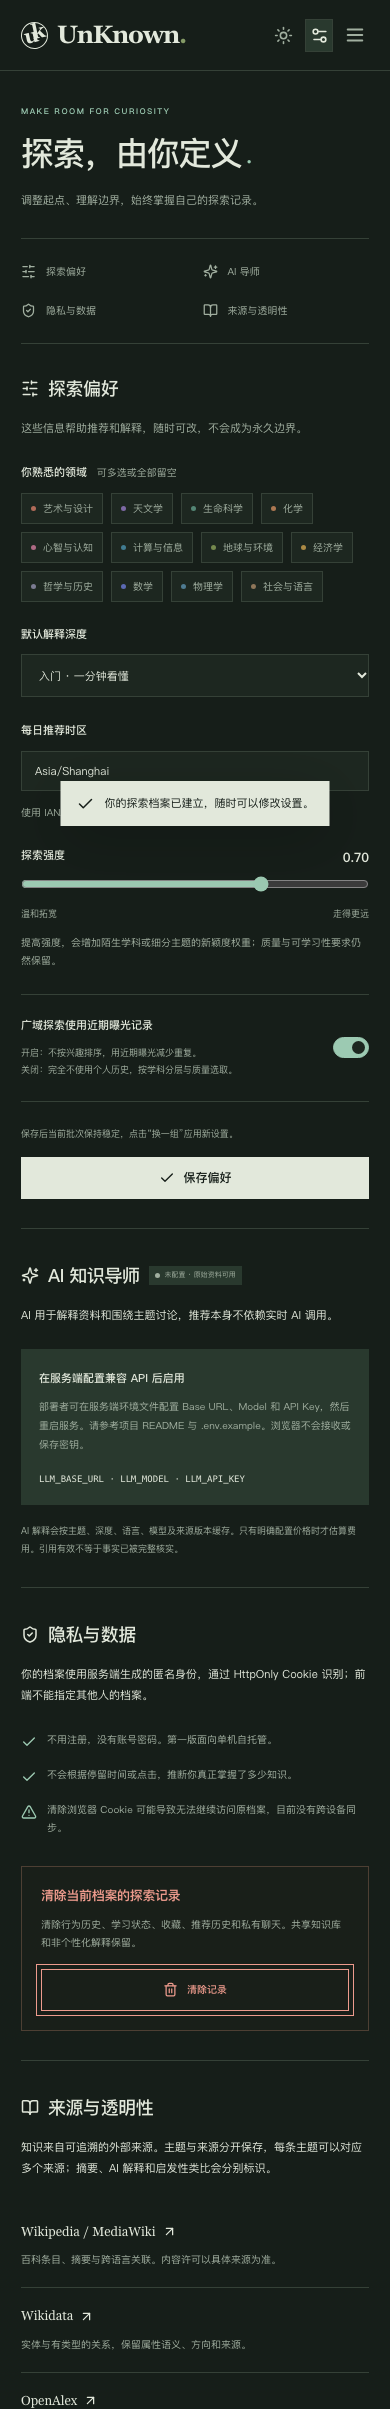 UnKnown.
MAKE ROOM FOR CURIOSITY
探索，由你定义.
调整起点、理解边界，始终掌握自己的探索记录。
探索偏好
AI 导师
隐私与数据
来源与透明性
探索偏好
这些信息帮助推荐和解释，随时可改，不会成为永久边界。
你熟悉的领域 可多选或全部留空
艺术与设计 天文学 生命科学 化学
心智与认知 计算与信息 地球与环境 经济学
哲学与历史 数学 物理学 社会与语言
默认解释深度
入门 · 一分钟看懂
每日推荐时区
Asia/Shanghai
你的探索档案已建立，随时可以修改设置。
使用 IAN
探索强度 0.70
温和拓宽 走得更远
提高强度，会增加陌生学科或细分主题的新颖度权重；质量与可学习性要求仍
然保留。
广域探索使用近期曝光记录
开启：不按兴趣排序，用近期曝光减少重复。
关闭：完全不使用个人历史，按学科分层与质量选取。
保存后当前批次保持稳定，点击“换一组”应用新设置。
保存偏好
AI 知识导师 未配置 · 原始资料可用
AI 用于解释资料和围绕主题讨论，推荐本身不依赖实时 AI 调用。
在服务端配置兼容 API 后启用
部署者可在服务端环境文件配置 Base URL、Model 和 API Key，然后
重启服务。请参考项目 README 与 .env.example。浏览器不会接收或
保存密钥。
LLM_BASE_URL · LLM_MODEL · LLM_API_KEY
AI 解释会按主题、深度、语言、模型及来源版本缓存。只有明确配置价格时才估算费
用。引用有效不等于事实已被完整核实。
隐私与数据
你的档案使用服务端生成的匿名身份，通过 HttpOnly Cookie 识别；前
端不能指定其他人的档案。
不用注册，没有账号密码。第一版面向单机自托管。
不会根据停留时间或点击，推断你真正掌握了多少知识。
清除浏览器 Cookie 可能导致无法继续访问原档案，目前没有跨设备同
步。
清除当前档案的探索记录
清除行为历史、学习状态、收藏、推荐历史和私有聊天。共享知识库
和非个性化解释保留。
清除记录
来源与透明性
知识来自可追溯的外部来源。主题与来源分开保存，每条主题可以对应
多个来源；摘要、AI 解释和启发性类比会分别标识。
Wikipedia / MediaWiki
百科条目、摘要与跨语言关联。内容许可以具体来源为准。
Wikidata
实体与有类型的关系，保留属性语义、方向和来源。
OpenAlex